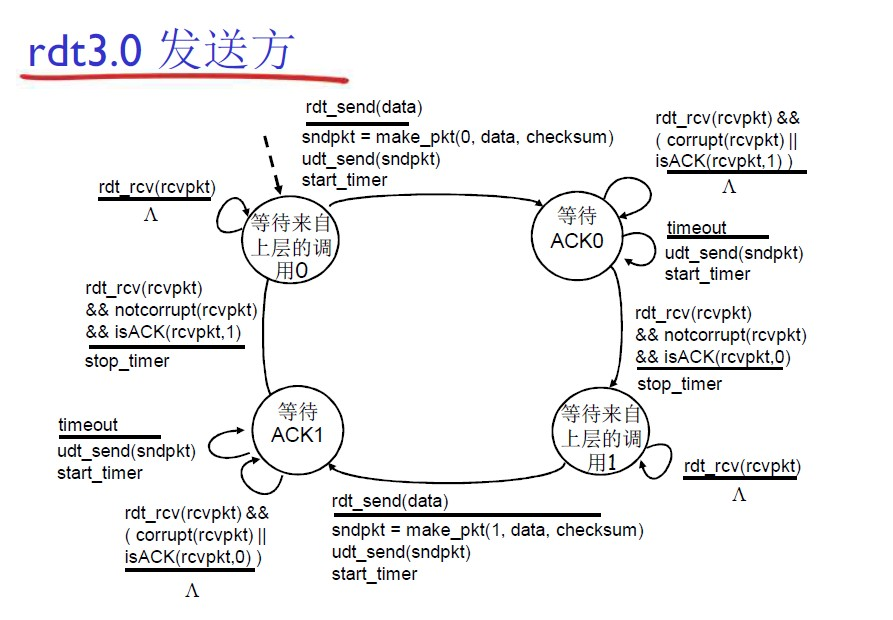 rdt3.0 发送方
rdt_send(data)
sndpkt = make_pkt(0, data, checksum)
udt_send(sndpkt)
start_timer
rdt_rcv(rcvpkt) &&
( corrupt(rcvpkt) ||
isACK(rcvpkt,1) )
Λ
rdt_rcv(rcvpkt)
Λ
等待来自
上层的调
用0
等待
ACK0
timeout
udt_send(sndpkt)
start_timer
rdt_rcv(rcvpkt)
&& notcorrupt(rcvpkt)
&& isACK(rcvpkt,1)
stop_timer
rdt_rcv(rcvpkt)
&& notcorrupt(rcvpkt)
&& isACK(rcvpkt,0)
stop_timer
timeout
udt_send(sndpkt)
start_timer
等待
ACK1
等待来自
上层的调
用1
rdt_rcv(rcvpkt)
Λ
rdt_rcv(rcvpkt) &&
( corrupt(rcvpkt) ||
isACK(rcvpkt,0) )
Λ
rdt_send(data)
sndpkt = make_pkt(1, data, checksum)
udt_send(sndpkt)
start_timer